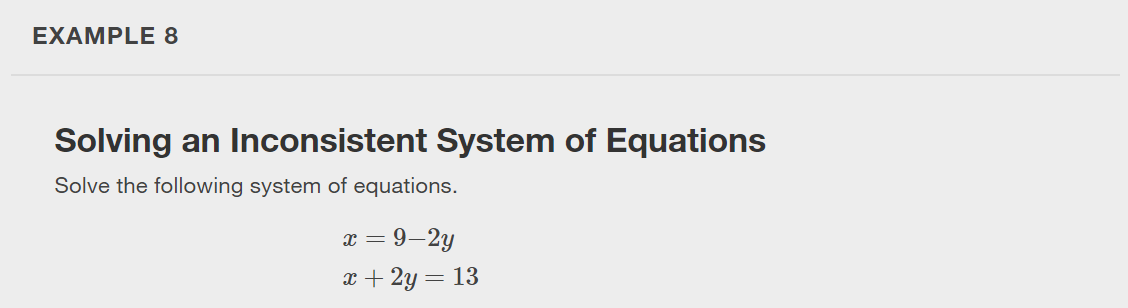 EXAMPLE 8
Solving an Inconsistent System of Equations
Solve the following system of equations.
x = 9−2y
x + 2y = 13